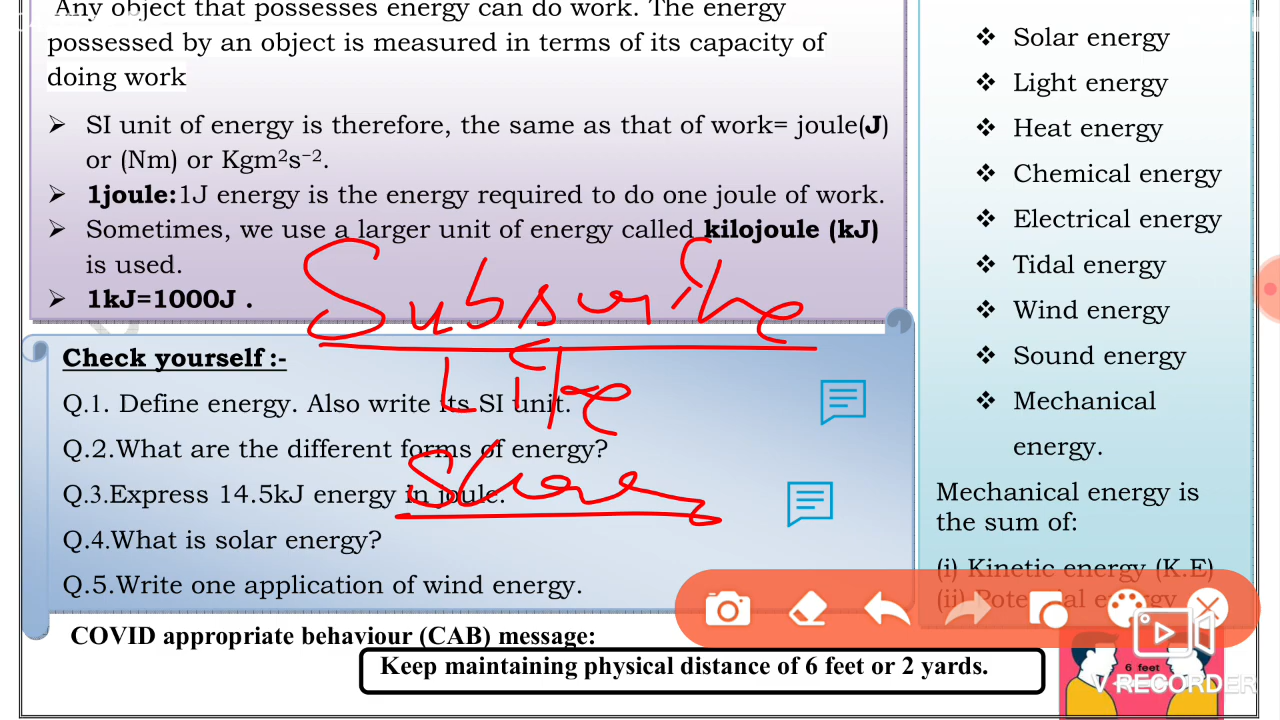 Any object that possesses energy can do work. The energy
possessed by an object is measured in terms of its capacity of
doing work
➢ SI unit of energy is therefore, the same as that of work= joule(J)
or (Nm) or Kgm²s⁻².
➢ 1joule:1J energy is the energy required to do one joule of work.
➢ Sometimes, we use a larger unit of energy called kilojoule (kJ)
is used.
➢ 1kJ=1000J .
Subscribe
Like
Share
Check yourself :-
Q.1. Define energy. Also write its SI unit.
Q.2.What are the different forms of energy?
Q.3.Express 14.5kJ energy in joule.
Q.4.What is solar energy?
Q.5.Write one application of wind energy.
❖ Solar energy
❖ Light energy
❖ Heat energy
❖ Chemical energy
❖ Electrical energy
❖ Tidal energy
❖ Wind energy
❖ Sound energy
❖ Mechanical
energy.
Mechanical energy is
the sum of:
(i) Kinetic energy (K.E)
(ii) Potential energy
COVID appropriate behaviour (CAB) message:
Keep maintaining physical distance of 6 feet or 2 yards.
6 feet
V RECORDER